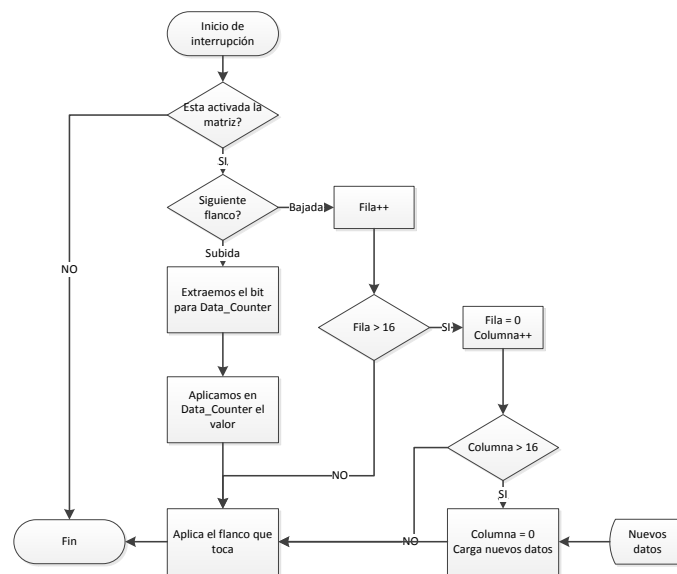 Inicio de
interrupción
Esta activada la
matriz?
SI
Siguiente
flanco?
Bajada
Fila++
Subida
NO
Extraemos el bit
para Data_Counter
Fila > 16
SI
Fila = 0
Columna++
Aplicamos en
Data_Counter el
valor
Columna > 16
NO
SI
Fin
Aplica el flanco que
toca
NO
Columna = 0
Carga nuevos datos
Nuevos
datos